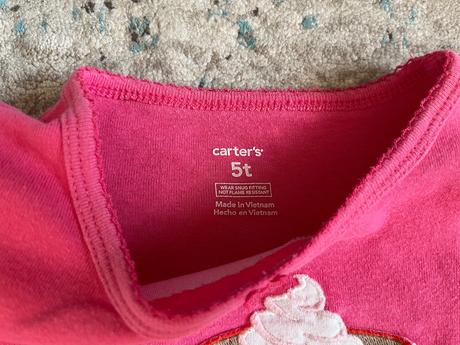 carter's
5t
WEAR SNUG FITTING
NOT FLAME RESISTANT
Made in Vietnam
Hecho en Vietnam